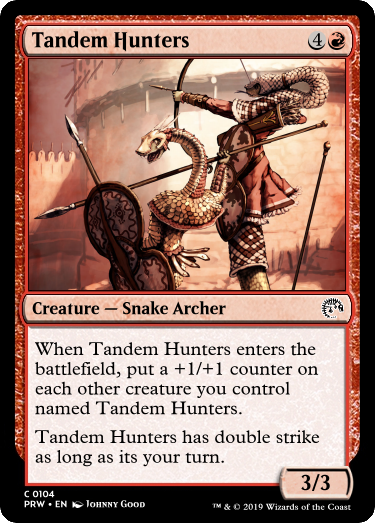 Tandem Hunters 4
Creature — Snake Archer
When Tandem Hunters enters the
battlefield, put a +1/+1 counter on
each other creature you control
named Tandem Hunters.
Tandem Hunters has double strike
as long as its your turn.
3/3
C 0104
PRW • EN Johnny Good
™ & © 2019 Wizards of the Coast